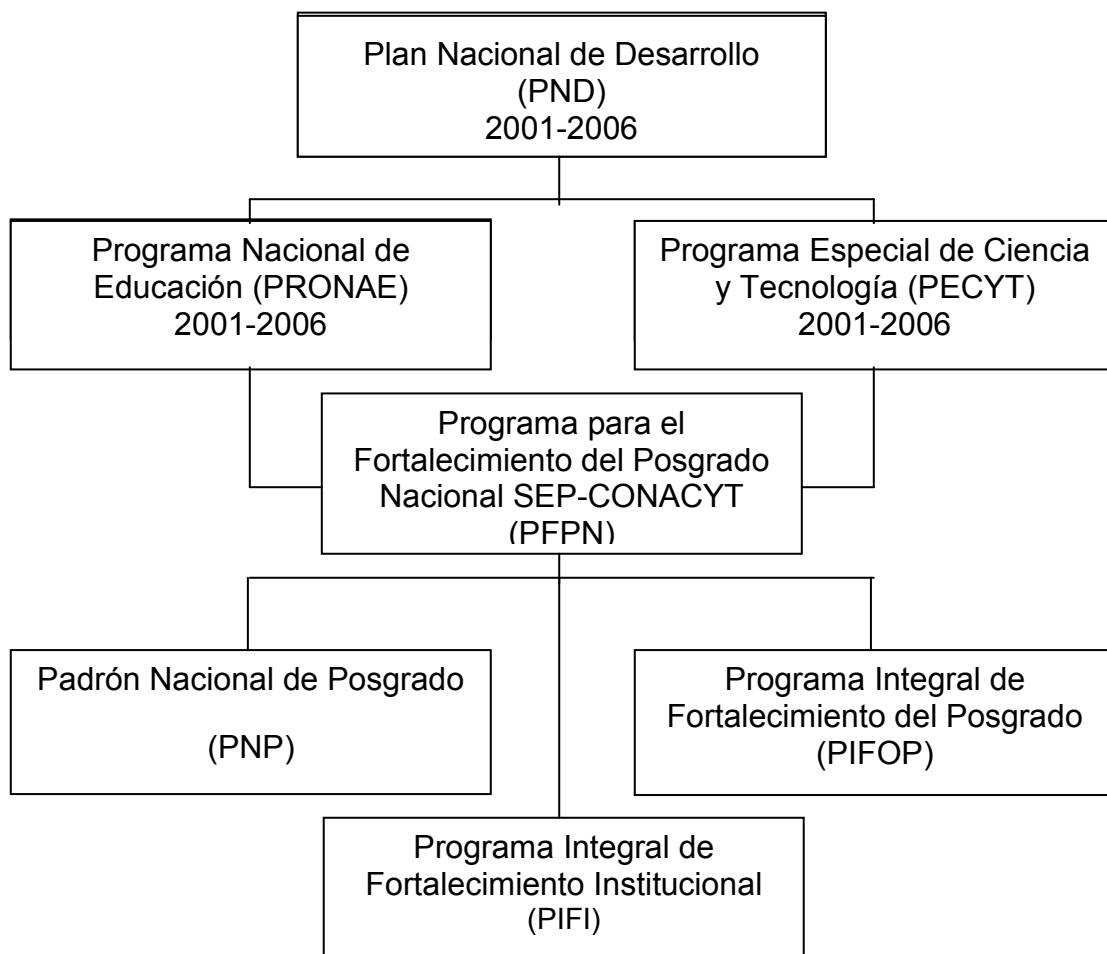 Plan Nacional de Desarrollo
(PND)
2001-2006
Programa Nacional de
Educación (PRONAE)
2001-2006
Programa Especial de Ciencia
y Tecnología (PECYT)
2001-2006
Programa para el
Fortalecimiento del Posgrado
Nacional SEP-CONACYT
(PFPN)
Padrón Nacional de Posgrado
(PNP)
Programa Integral de
Fortalecimiento del Posgrado
(PIFOP)
Programa Integral de
Fortalecimiento Institucional
(PIFI)